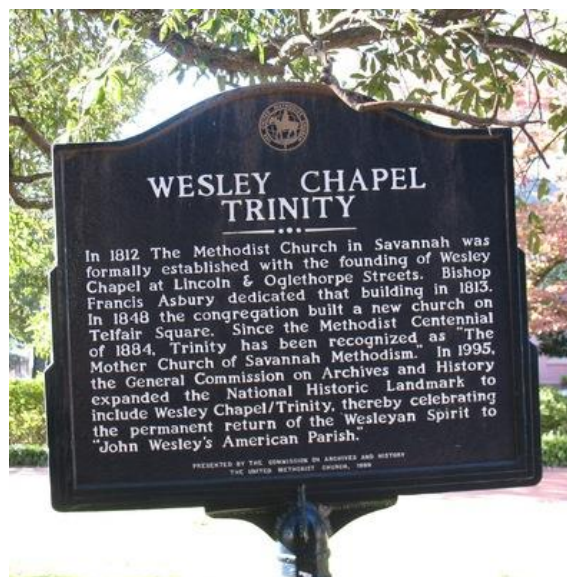 WESLEY CHAPEL
TRINITY
In 1812 The Methodist Church in Savannah was
formally established with the founding of Wesley
Chapel at Lincoln & Oglethorpe Streets. Bishop
Francis Asbury dedicated that building in 1813.
In 1848 the congregation built a new church on
Telfair Square. Since the Methodist Centennial
of 1884, Trinity has been recognized as "The
Mother Church of Savannah Methodism." In 1995,
the General Commission on Archives and History
expanded the National Historic Landmark to
include Wesley Chapel/Trinity, thereby celebrating
the permanent return of the Wesleyan Spirit to
"John Wesley's American Parish."
PRESENTED BY THE COMMISSION ON ARCHIVES AND HISTORY
THE UNITED METHODIST CHURCH,